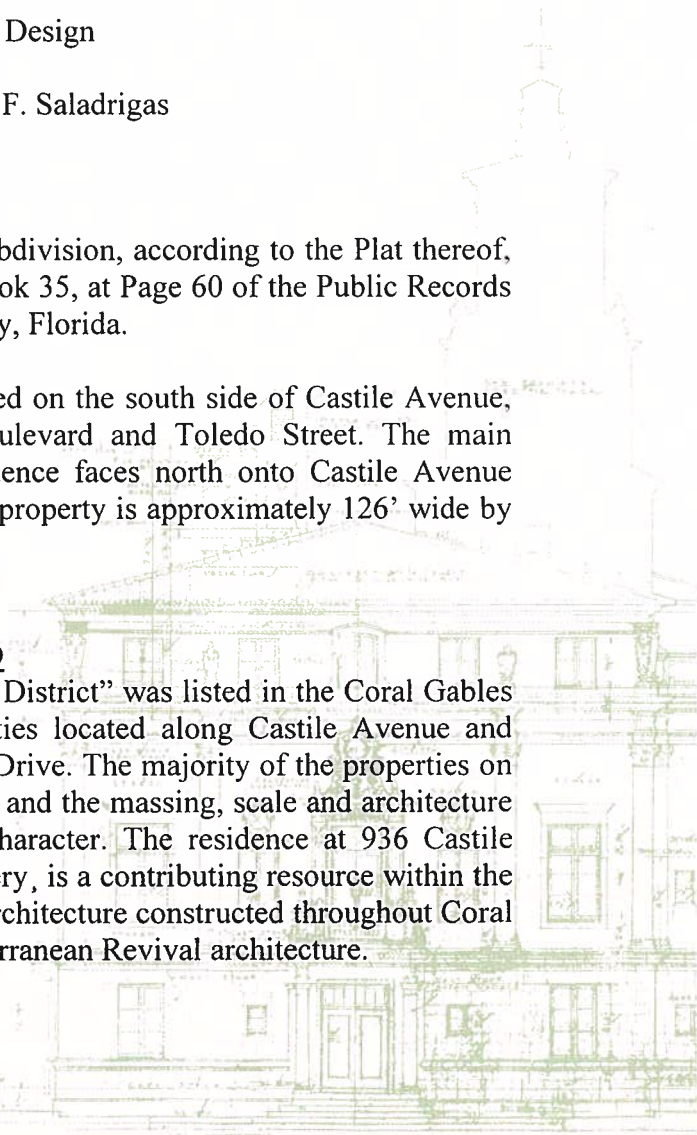 Design
F. Saladrigas
bdivision, according to the Plat thereof,
ok 35, at Page 60 of the Public Records
y, Florida.
ed on the south side of Castile Avenue,
ulevard and Toledo Street. The main
ence faces north onto Castile Avenue
property is approximately 126' wide by
2
District” was listed in the Coral Gables
ties located along Castile Avenue and
Drive. The majority of the properties on
and the massing, scale and architecture
haracter. The residence at 936 Castile
ry, is a contributing resource within the
rchitecture constructed throughout Coral
rranean Revival architecture.